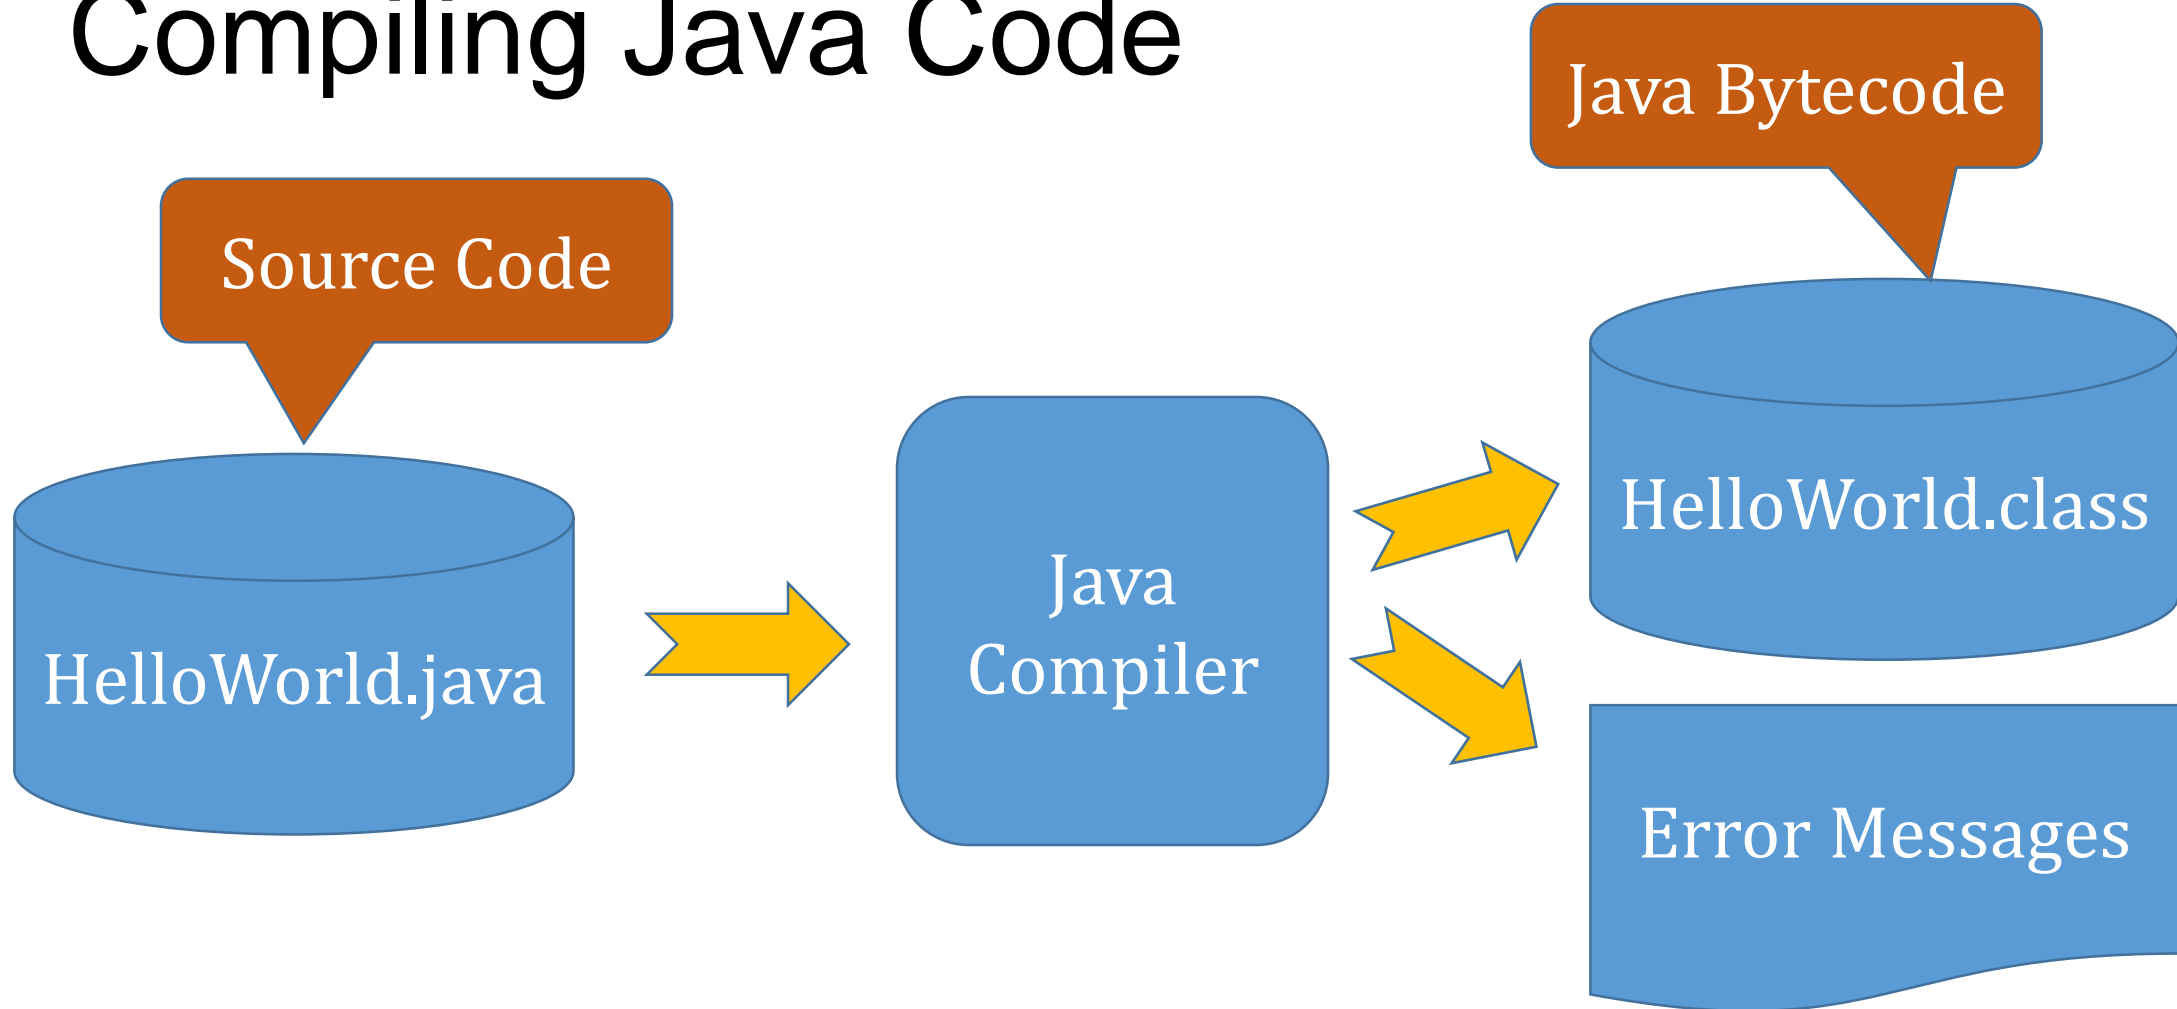 Compiling Java Code
Java Bytecode
Source Code
HelloWorld.java
Java
Compiler
HelloWorld.class
Error Messages